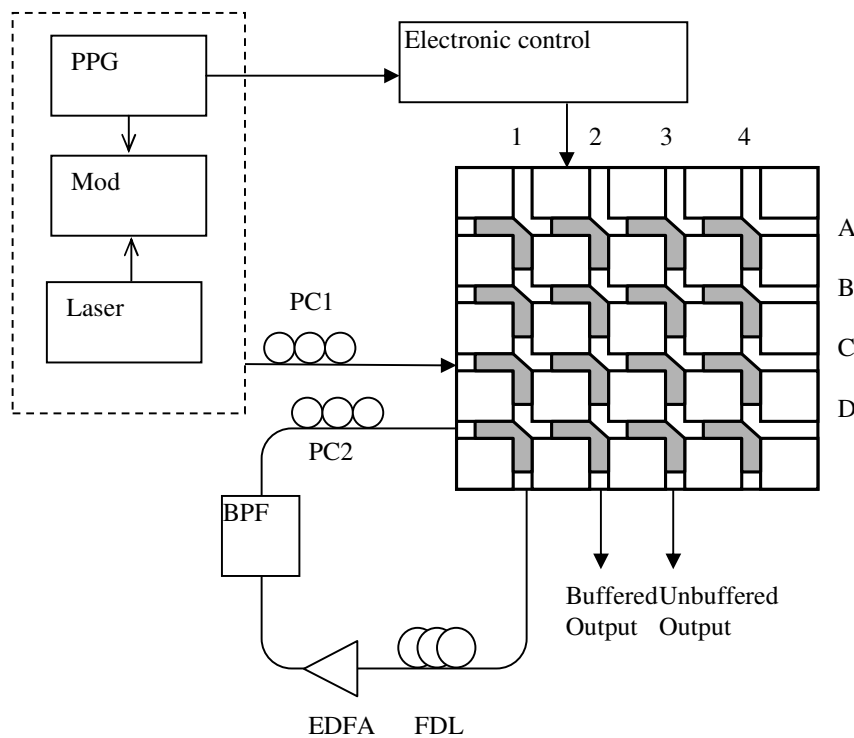 PPG
Electronic control
Mod
Laser
1 2 3 4
A
B
C
D
PC1
PC2
BPF
Buffered Unbuffered
Output Output
EDFA FDL